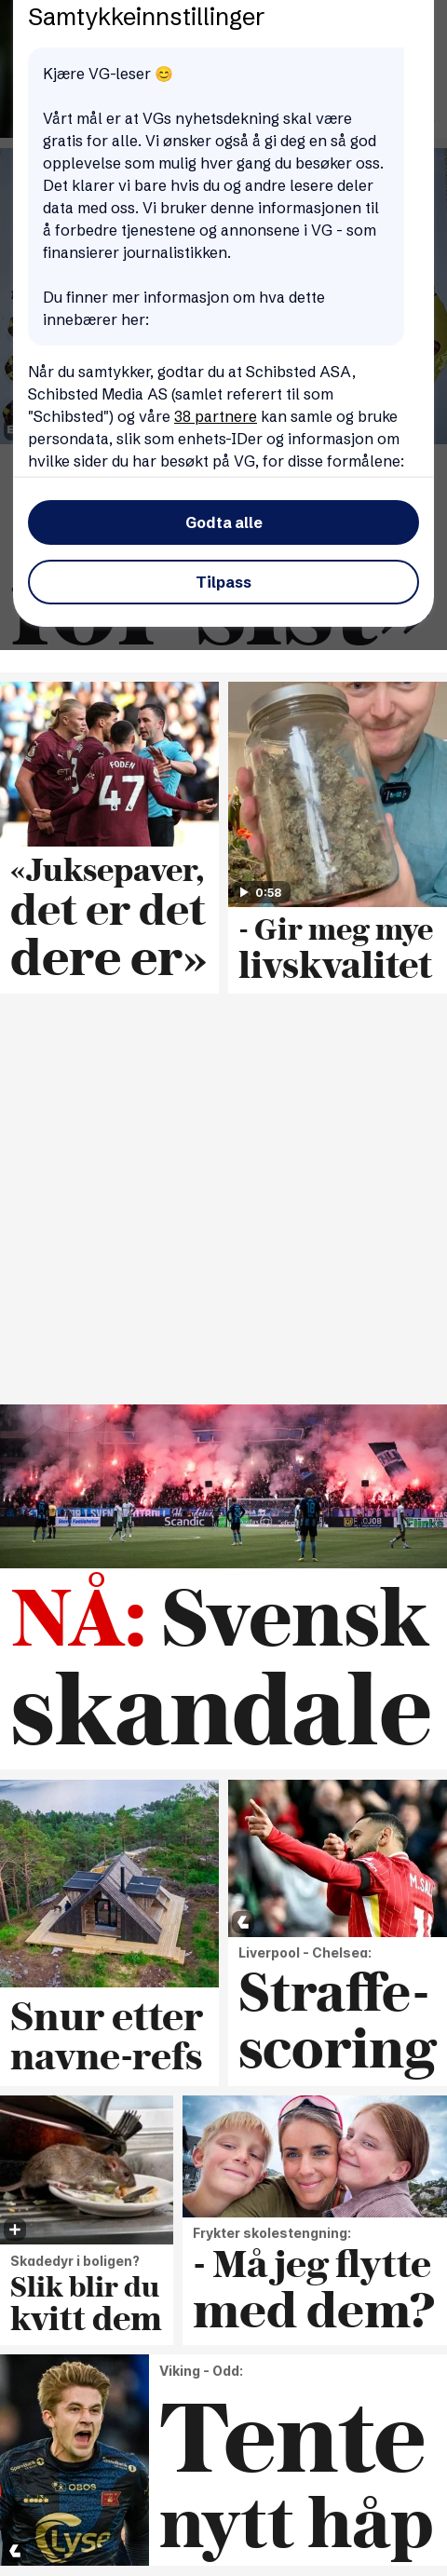 Samtykkeinnstillinger
Kjære VG-leser 😊
Vårt mål er at VGs nyhetsdekning skal være
gratis for alle. Vi ønsker også å gi deg en så god
opplevelse som mulig hver gang du besøker oss.
Det klarer vi bare hvis du og andre lesere deler
data med oss. Vi bruker denne informasjonen til
å forbedre tjenestene og annonsene i VG - som
finansierer journalistikken.
Du finner mer informasjon om hva dette
innebærer her:
Når du samtykker, godtar du at Schibsted ASA,
Schibsted Media AS (samlet referert til som
"Schibsted") og våre 38 partnere kan samle og bruke
persondata, slik som enhets-IDer og informasjon om
hvilke sider du har besøkt på VG, for disse formålene:
Godta alle
Tilpass
for sist»
FODEN
47
«Juksepaver,
det er det
dere er»
0:58
- Gir meg mye
livskvalitet
Scandic
NÅ: Svensk
skandale
Snur etter
navne-refs
M.SAL
Liverpool - Chelsea:
Straffe-
scoring
Skadedyr i boligen?
Slik blir du
kvitt dem
Frykter skolestengning:
- Må jeg flytte
med dem?
OBOS
Lyse
Viking - Odd:
Tente
nytt håp